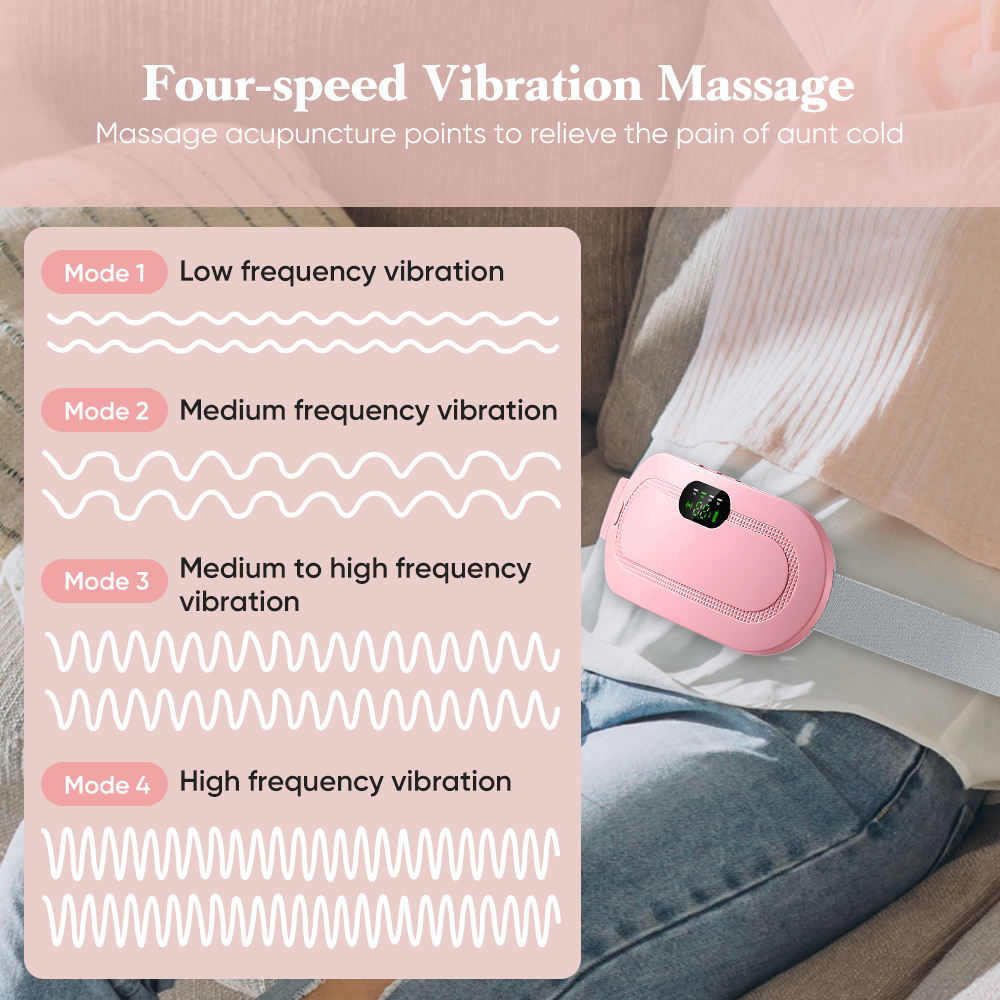 Four-speed Vibration Massage
Massage acupuncture points to relieve the pain of aunt cold
Mode 1
Low frequency vibration
Mode 2
Medium frequency vibration
Mode 3
Medium to high frequency
vibration
Mode 4
High frequency vibration